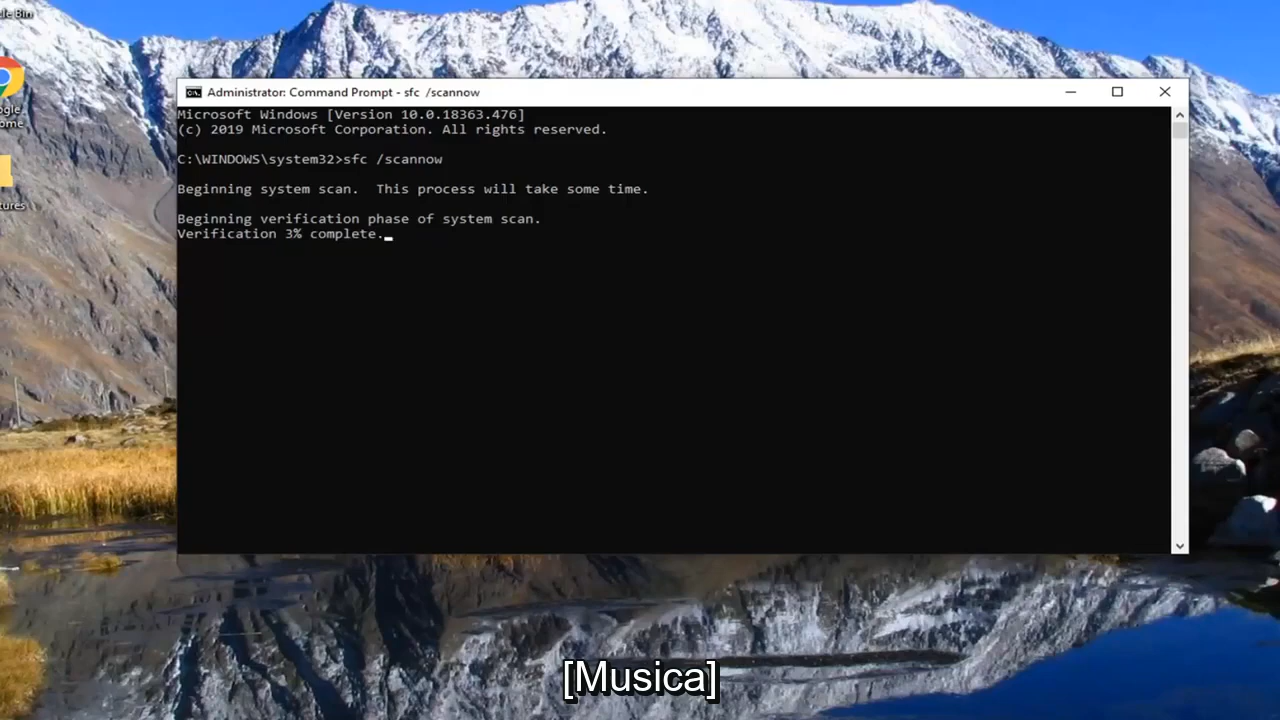 Administrator: Command Prompt - sfc  /scannow
Microsoft Windows [Version 10.0.18363.476]
(c) 2019 Microsoft Corporation. All rights reserved.
C:\WINDOWS\system32>sfc /scannow
Beginning system scan.  This process will take some time.
Beginning verification phase of system scan.
Verification 3% complete.
[Musica]